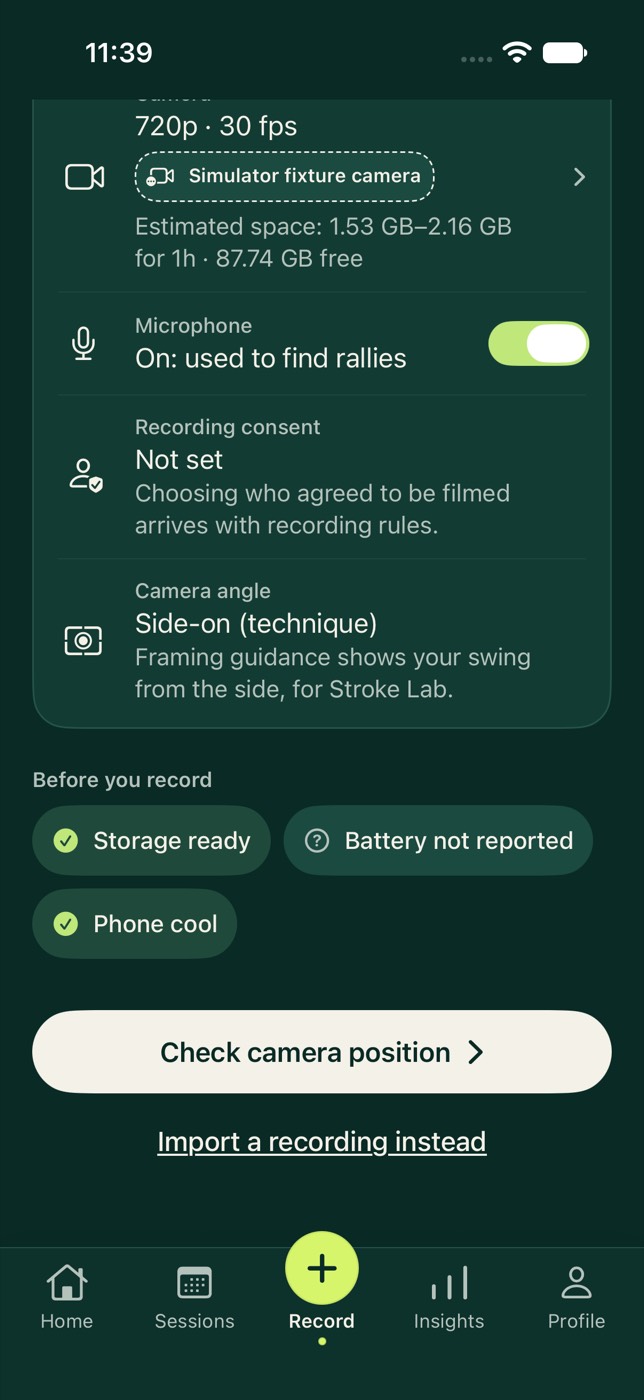 11:39
720p · 30 fps
Simulator fixture camera
Estimated space: 1.53 GB–2.16 GB
for 1h · 87.74 GB free
Microphone
On: used to find rallies
Recording consent
Not set
Choosing who agreed to be filmed
arrives with recording rules.
Camera angle
Side-on (technique)
Framing guidance shows your swing
from the side, for Stroke Lab.
Before you record
Storage ready
Battery not reported
Phone cool
Check camera position
Import a recording instead
Home
Sessions
Record
Insights
Profile